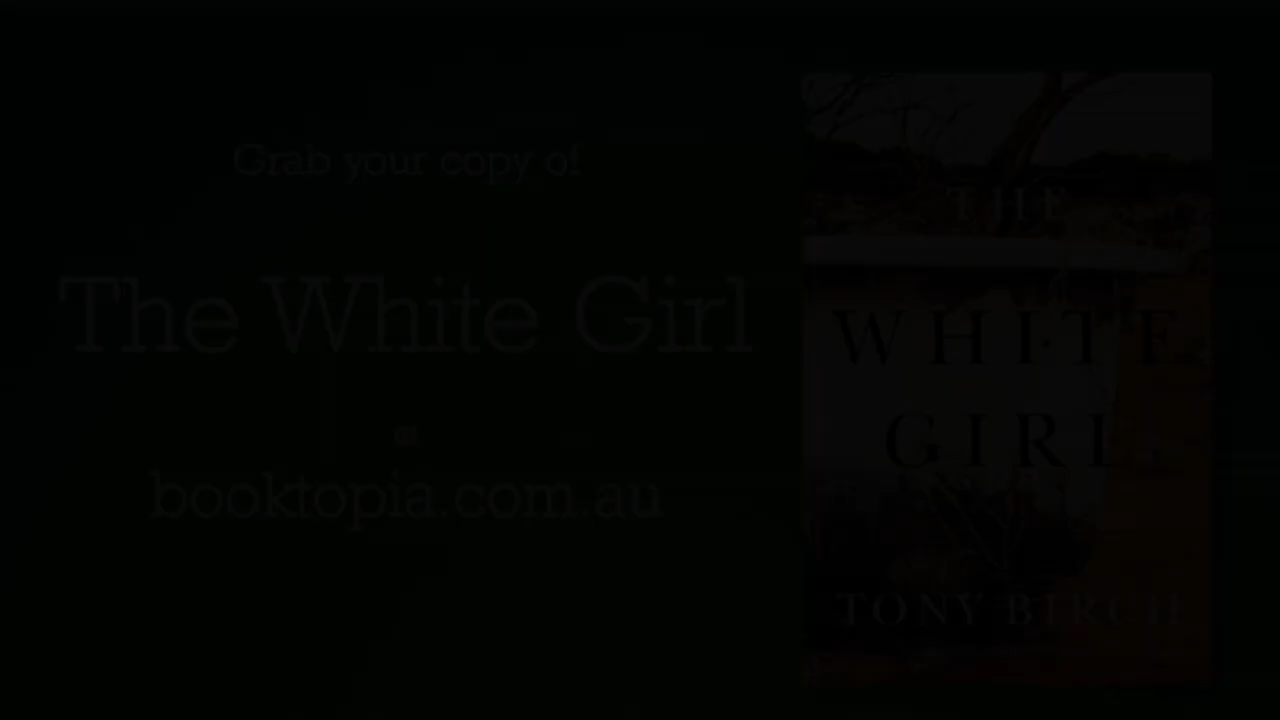 Grab your copy of
The White Girl
at
booktopia.com.au
THE
WHITE
GIRL
TONY BIRCH